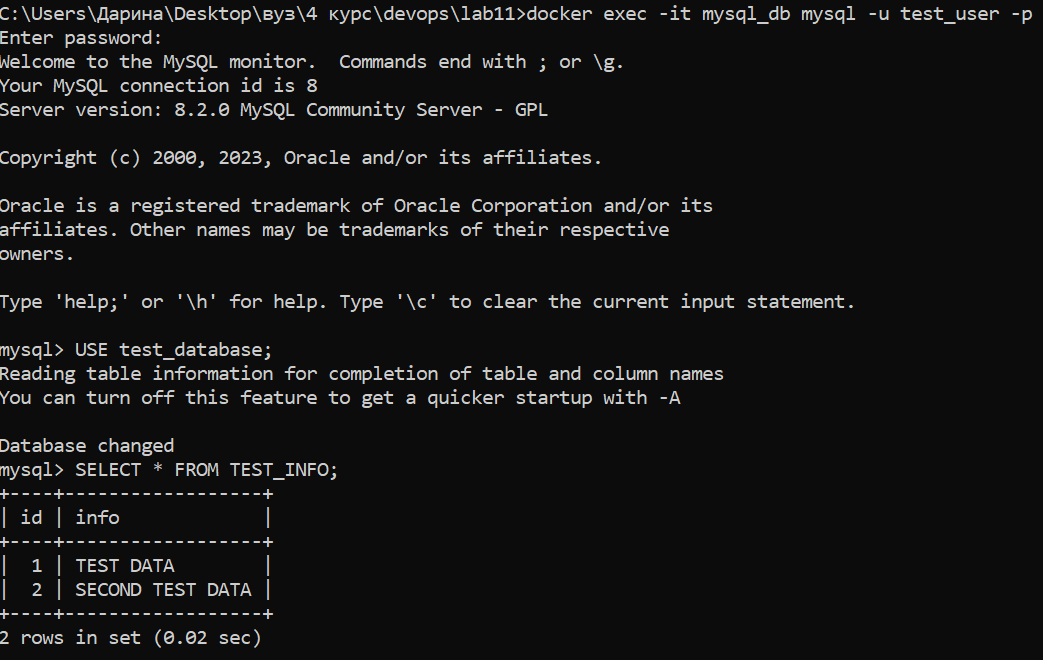 C:\Users\Дарина\Desktop\вуз\4 курс\devops\lab11>docker exec -it mysql_db mysql -u test_user -p
Enter password:
Welcome to the MySQL monitor.  Commands end with ; or \g.
Your MySQL connection id is 8
Server version: 8.2.0 MySQL Community Server - GPL

Copyright (c) 2000, 2023, Oracle and/or its affiliates.

Oracle is a registered trademark of Oracle Corporation and/or its
affiliates. Other names may be trademarks of their respective
owners.

Type 'help;' or '\h' for help. Type '\c' to clear the current input statement.

mysql> USE test_database;
Reading table information for completion of table and column names
You can turn off this feature to get a quicker startup with -A

Database changed
mysql> SELECT * FROM TEST_INFO;
+----+------------------+
| id | info             |
+----+------------------+
|  1 | TEST DATA        |
|  2 | SECOND TEST DATA |
+----+------------------+
2 rows in set (0.02 sec)